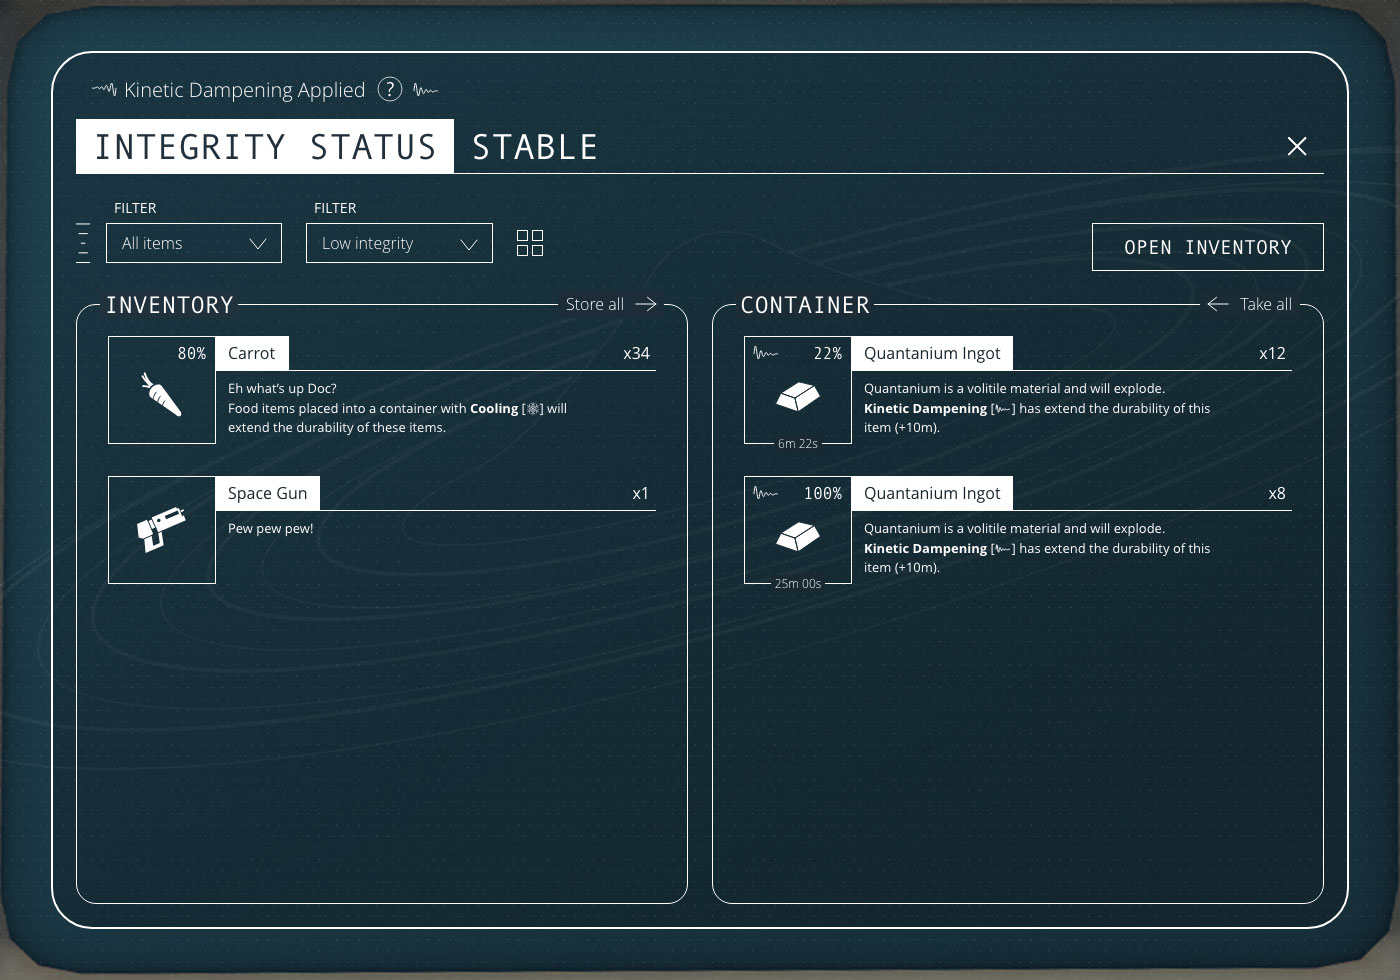 Kinetic Dampening Applied ?
INTEGRITY STATUS STABLE
FILTER
All items
FILTER
Low integrity
OPEN INVENTORY
INVENTORY
Store all
80%
Carrot
x34
Eh what's up Doc?
Food items placed into a container with Cooling [ ] will
extend the durability of these items.
Space Gun
x1
Pew pew pew!
CONTAINER
Take all
22%
Quantanium Ingot
x12
Quantanium is a volitile material and will explode.
Kinetic Dampening [ ] has extend the durability of this
item (+10m).
6m 22s
100%
Quantanium Ingot
x8
Quantanium is a volitile material and will explode.
Kinetic Dampening [ ] has extend the durability of this
item (+10m).
25m 00s